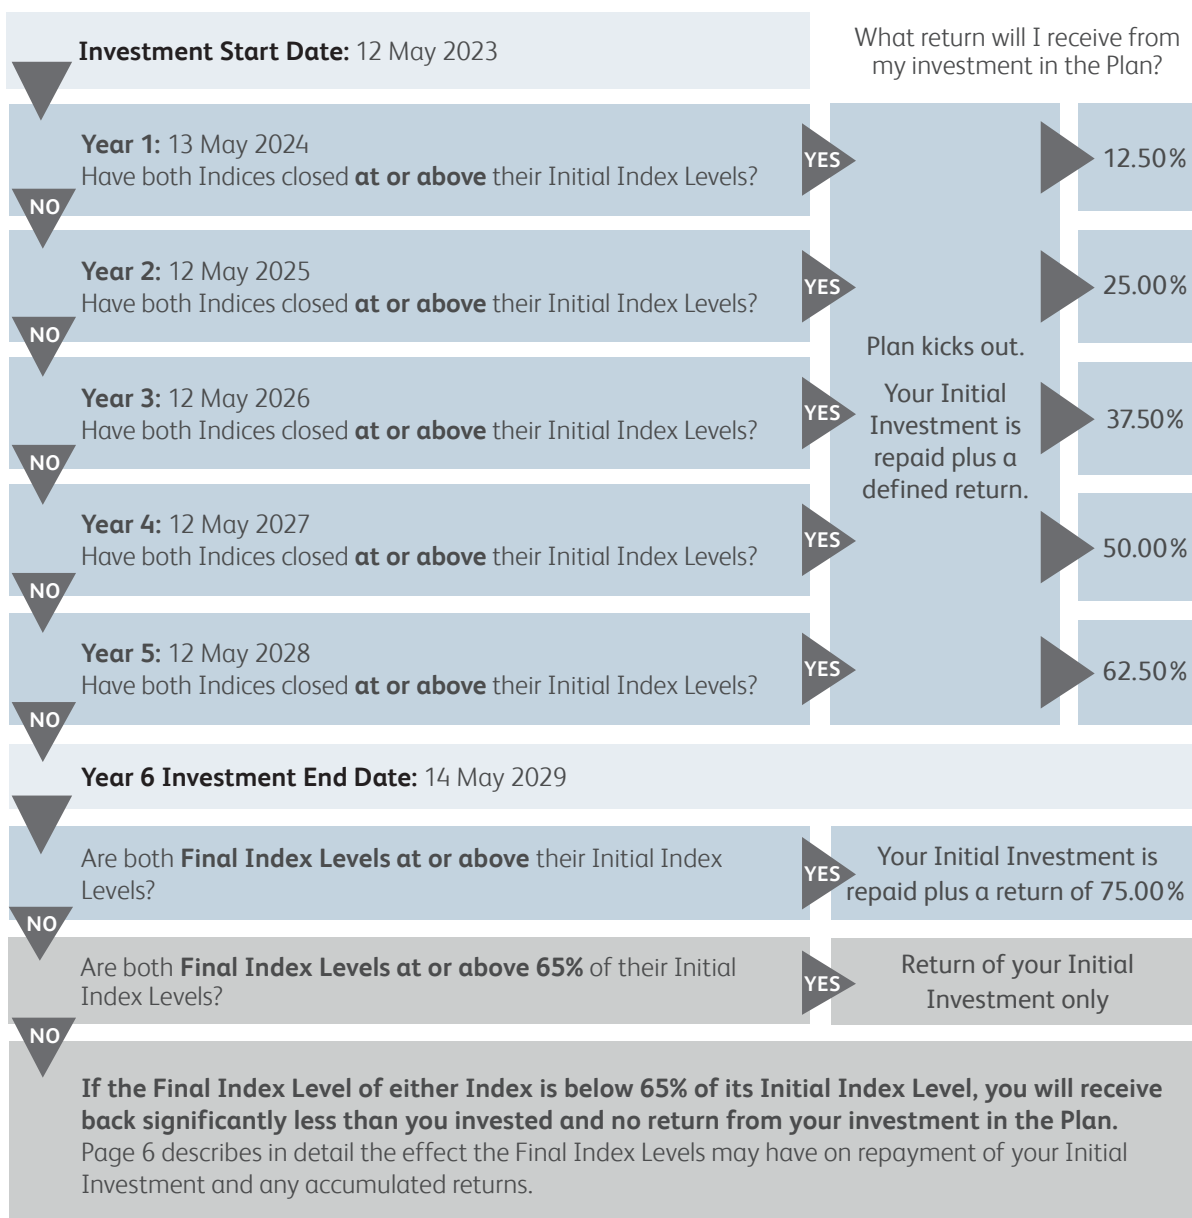 Investment Start Date: 12 May 2023
What return will I receive from
my investment in the Plan?
Year 1: 13 May 2024
Have both Indices closed at or above their Initial Index Levels?
YES
12.50%
NO
Year 2: 12 May 2025
Have both Indices closed at or above their Initial Index Levels?
YES
25.00%
NO
Plan kicks out.
Your Initial
Investment is
repaid plus a
defined return.
Year 3: 12 May 2026
Have both Indices closed at or above their Initial Index Levels?
YES
37.50%
NO
Year 4: 12 May 2027
Have both Indices closed at or above their Initial Index Levels?
YES
50.00%
NO
Year 5: 12 May 2028
Have both Indices closed at or above their Initial Index Levels?
YES
62.50%
NO
Year 6 Investment End Date: 14 May 2029
Are both Final Index Levels at or above their Initial Index
Levels?
YES
Your Initial Investment is
repaid plus a return of 75.00%
NO
Are both Final Index Levels at or above 65% of their Initial
Index Levels?
YES
Return of your Initial
Investment only
NO
If the Final Index Level of either Index is below 65% of its Initial Index Level, you will receive
back significantly less than you invested and no return from your investment in the Plan.
Page 6 describes in detail the effect the Final Index Levels may have on repayment of your Initial
Investment and any accumulated returns.